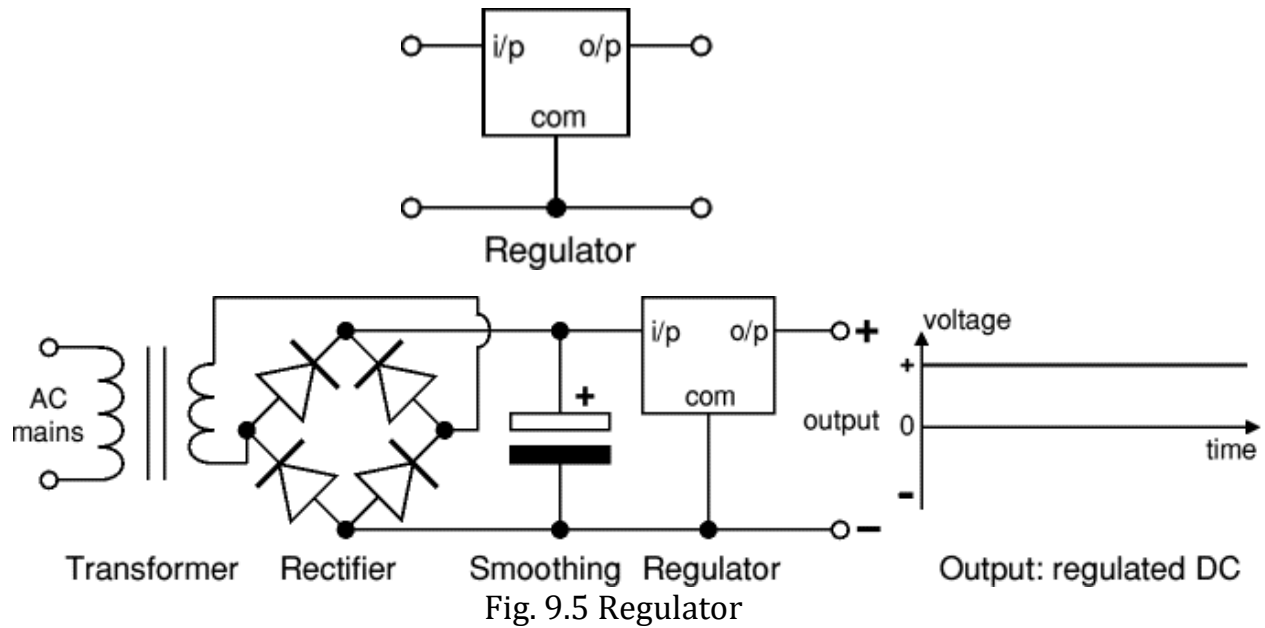 i/p o/p
com
Regulator
AC
mains
+
i/p o/p
com
+
output
−
voltage
+
0
-
time
Transformer Rectifier Smoothing Regulator Output: regulated DC
Fig. 9.5 Regulator